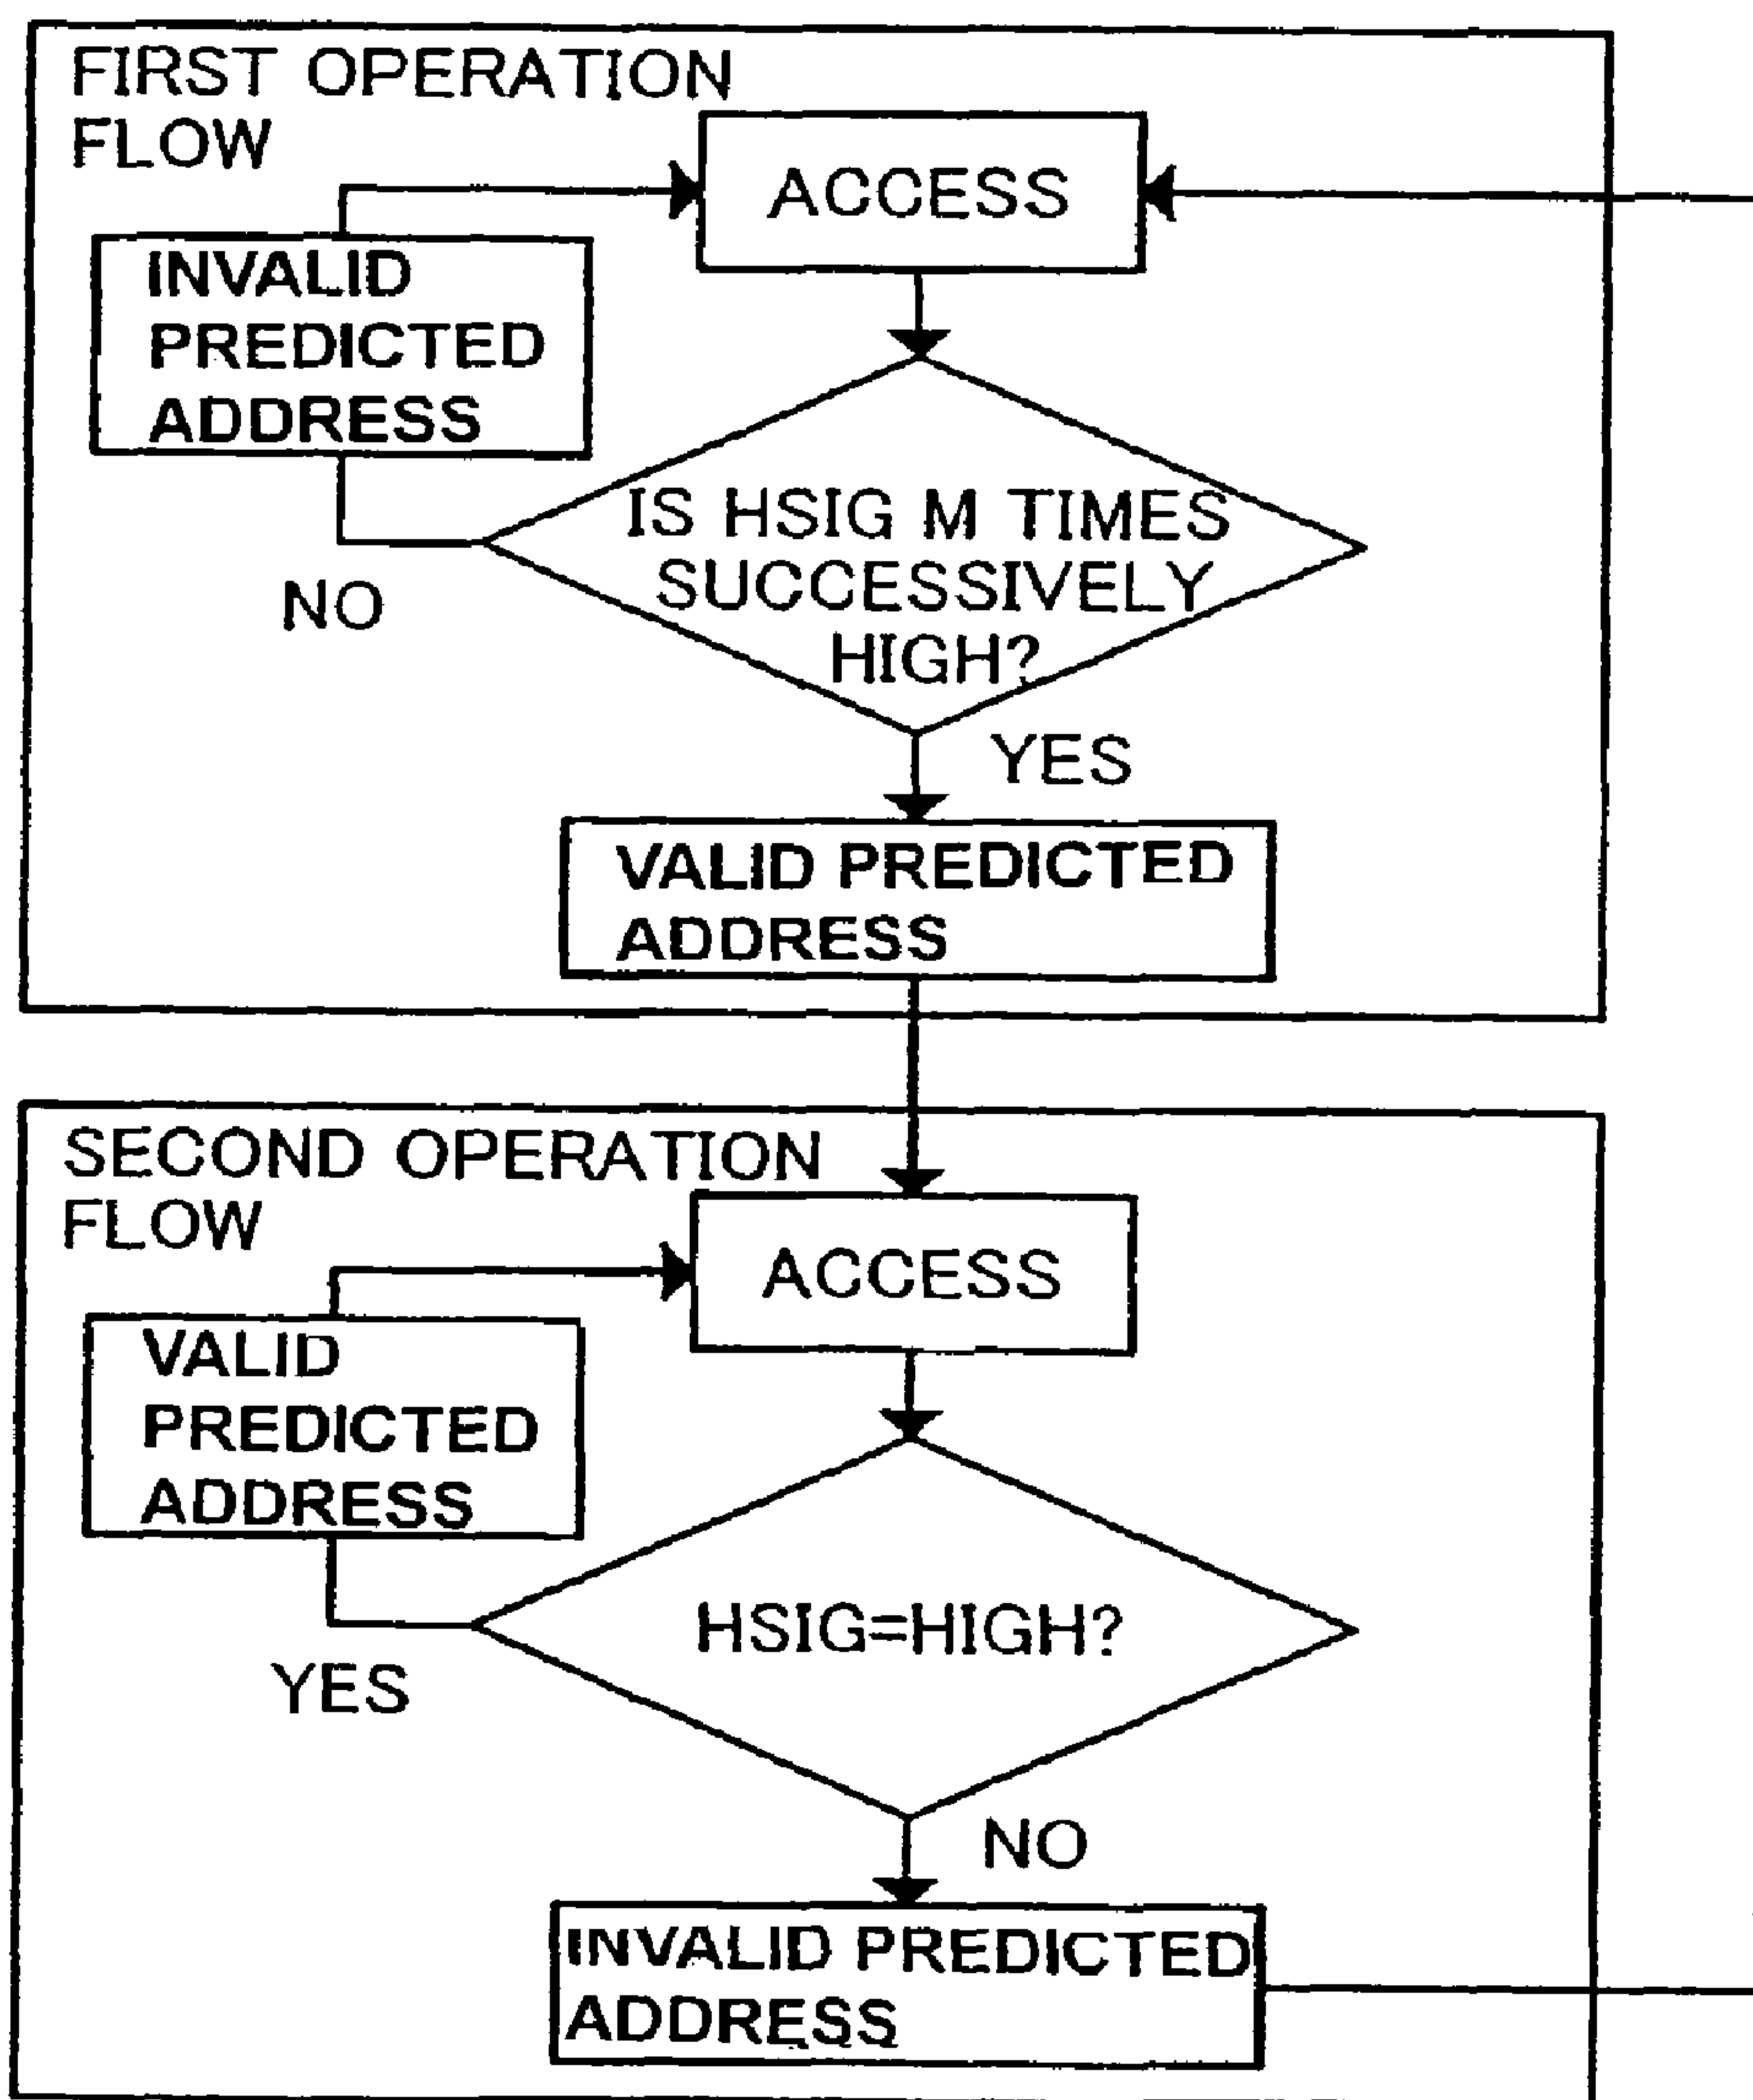 FIRST OPERATION
FLOW
ACCESS
INVALID
PREDICTED
ADDRESS
IS HSIG M TIMES
SUCCESSIVELY
HIGH?
NO
YES
VALID PREDICTED
ADDRESS
SECOND OPERATION
FLOW
ACCESS
VALID
PREDICTED
ADDRESS
HSIG=HIGH?
YES
NO
INVALID PREDICTED
ADDRESS